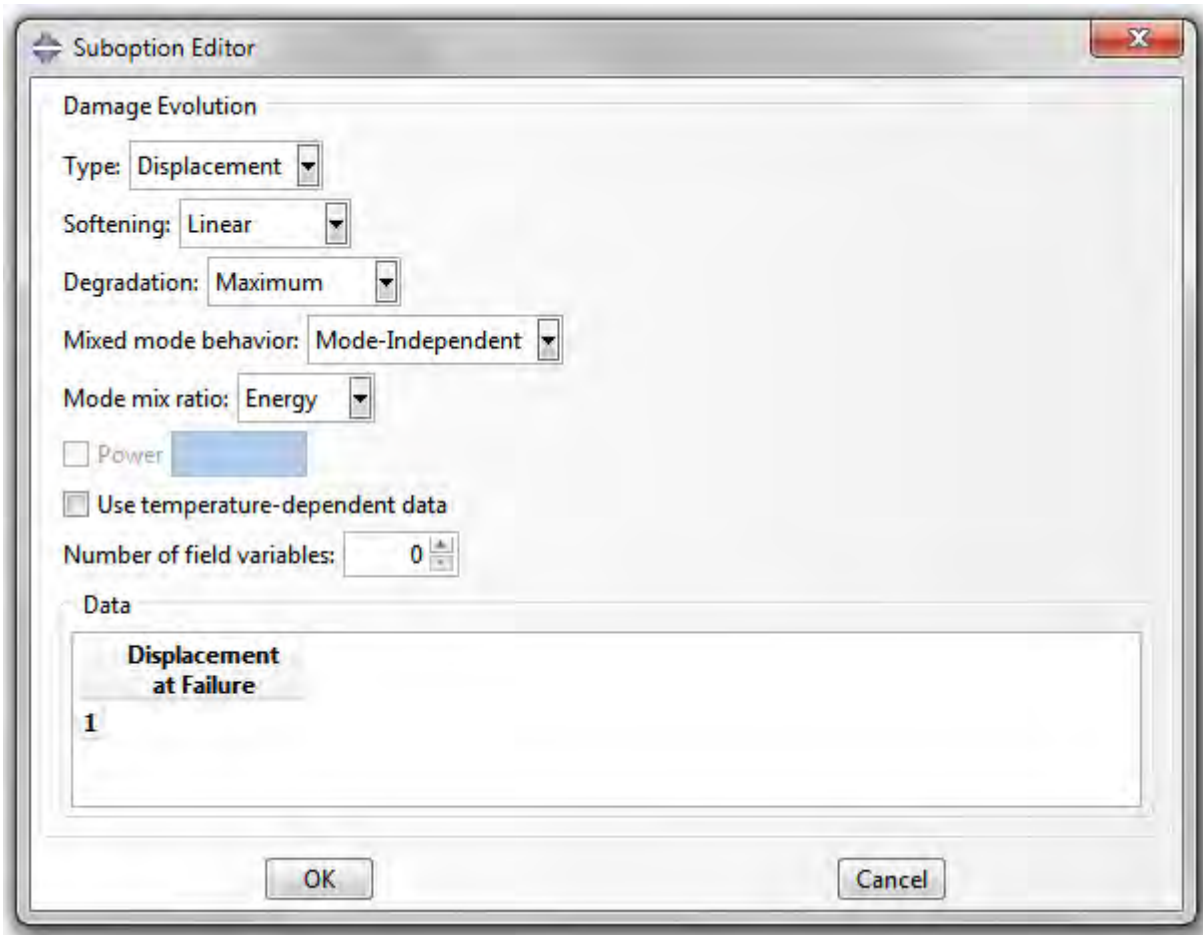 Suboption Editor
X
Damage Evolution
Type: Displacement
Softening: Linear
Degradation: Maximum
Mixed mode behavior: Mode-Independent
Mode mix ratio: Energy
Power
Use temperature-dependent data
Number of field variables: 0
Data
Displacement
at Failure
1
OK Cancel